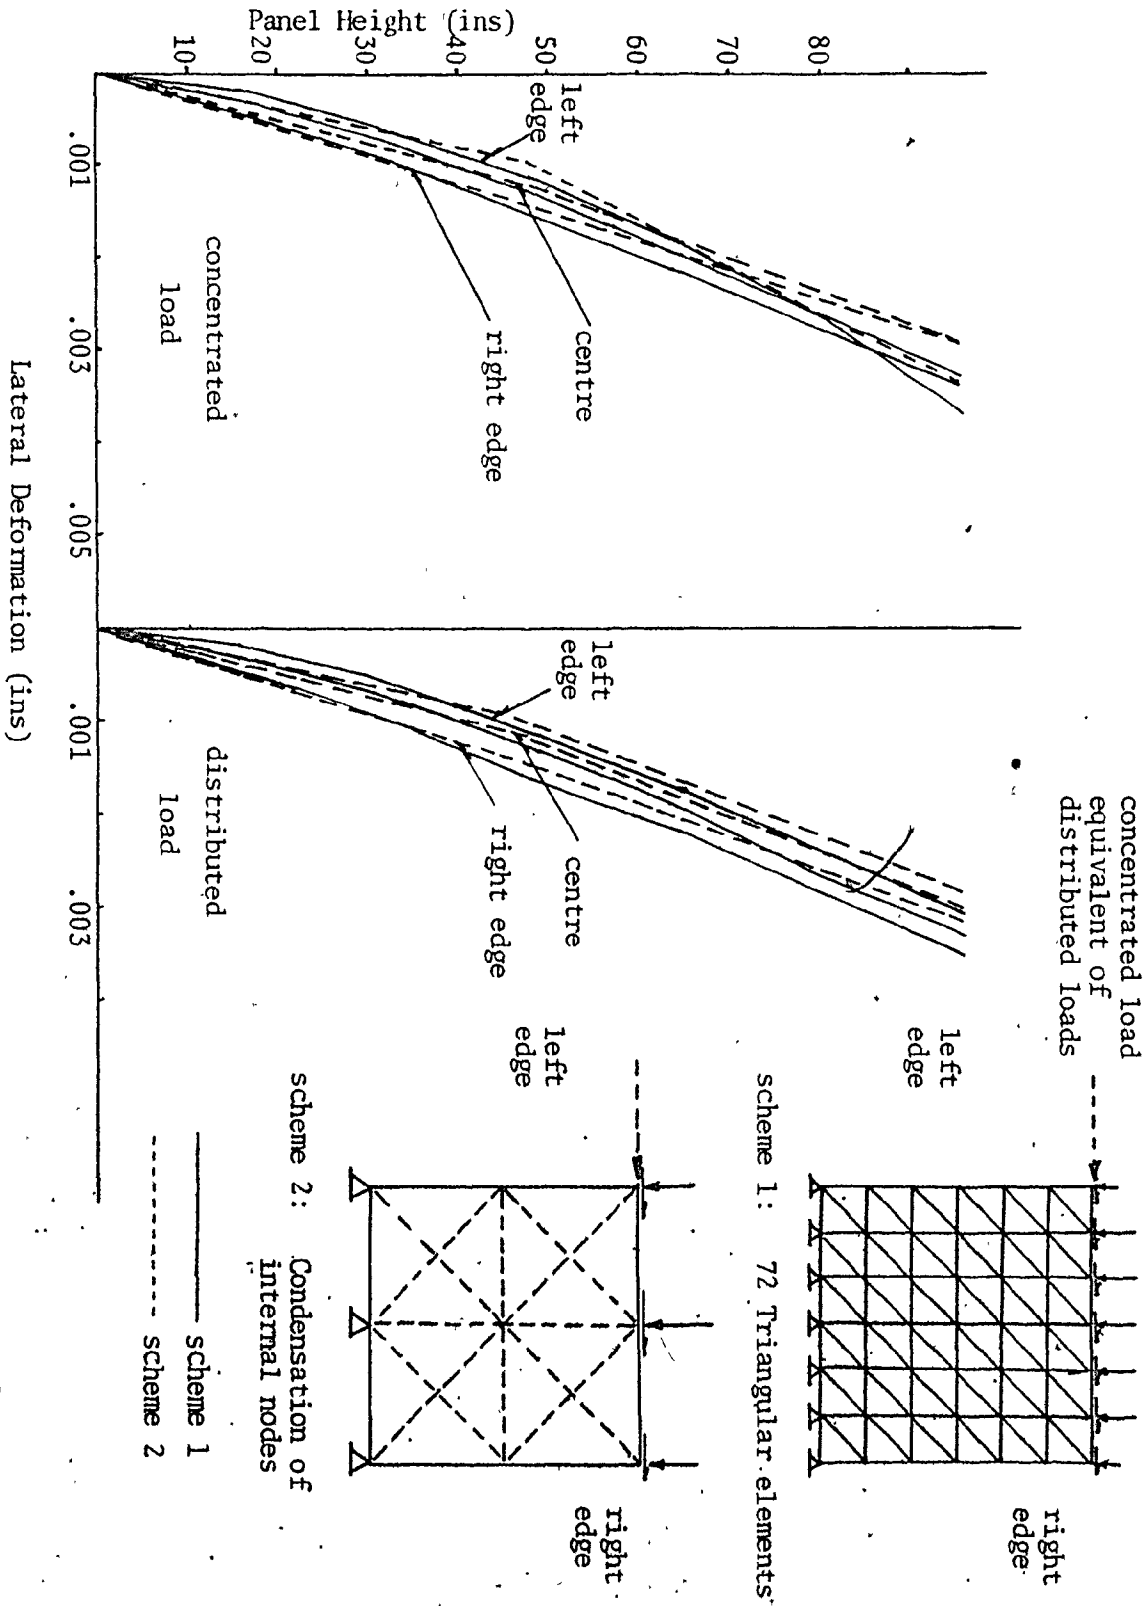 Panel Height (ins)
10
20
30
40
50
60
70
80
left
edge
centre
right edge
concentrated
load
.001
.003
.005
left
edge
centre
right edge
distributed
load
.001
.003
Lateral Deformation (ins)
concentrated load
equivalent of
distributed loads
left
edge
right
edge
scheme 1: 72 Triangular elements
left
edge
right
edge
scheme 2: Condensation of
internal nodes
scheme 1
scheme 2